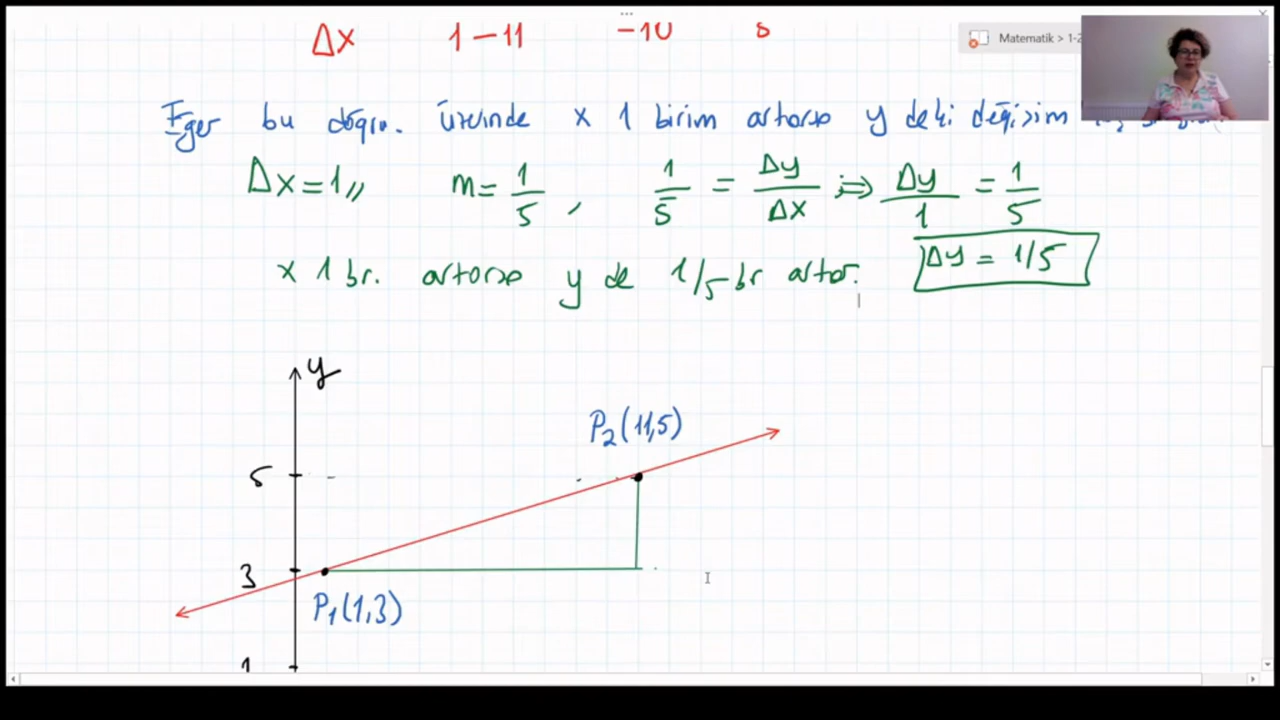 Δx 1-11 -10
Matematik > 1-2
Eğer bu doğru. üzerinde x 1 birim artarsa y deki değişim
Δx=1,, m=1/5, 1/5 = Δy/Δx ⇒ Δy/1 = 1/5
x 1 br. artarsa y de 1/5 br artar. Δy = 1/5
y
P2(11,5)
5
3
P1(1,3)
1